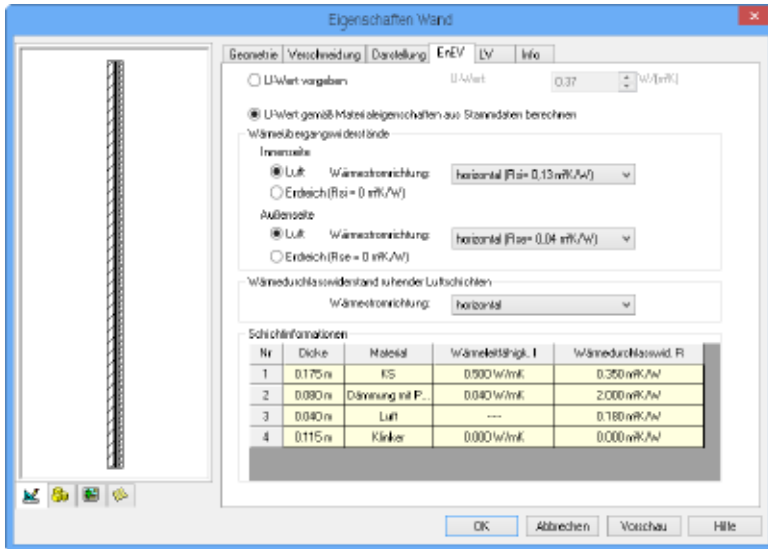 Eigenschaften Wand
Geometrie Verschneidung Darstellung EnEV LV Info
U-Wert vorgeben U-Wert 0.37 W/(m²K)
U-Wert gemäß Materialeigenschaften aus Stammdaten berechnen
Wärmeübergangswiderstände
Innenseite
Luft Wärmestromrichtung: horizontal (Rsi= 0,13 m²K/W)
Erdreich (Rsi = 0 m²K/W)
Außenseite
Luft Wärmestromrichtung: horizontal (Rse= 0.04 m²K/W)
Erdreich (Rse = 0 m²K/W)
Wärmedurchlasswiderstand ruhender Luftschichten
Wärmestromrichtung: horizontal
Schichtinformationen
Nr Dicke Material Wärmeleitfähigk. l Wärmedurchlasswid. R
1 0.175 m KS 0.500 W/mK 0.350 m²K/W
2 0.080 m Dämmung mit P... 0.040 W/mK 2.000 m²K/W
3 0.040 m Luft --- 0.180 m²K/W
4 0.115 m Klinker 0.000 W/mK 0.000 m²K/W
OK Abbrechen Vorschau Hilfe